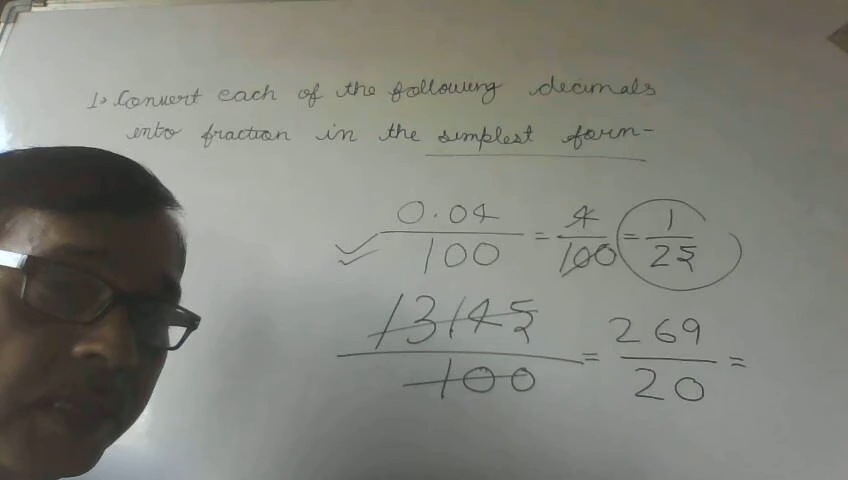 1. Convert each of the following decimals
into fraction in the simplest form-
0.04/100 = 4/100 = 1/25
13145/100 = 269/20 =